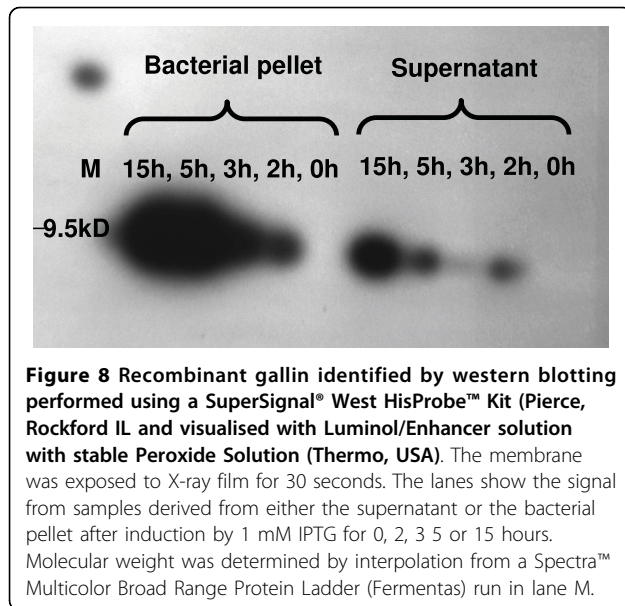 Bacterial pellet Supernatant
M 15h, 5h, 3h, 2h, 0h 15h, 5h, 3h, 2h, 0h
9.5kD
Figure 8 Recombinant gallin identified by western blotting
performed using a SuperSignal® West HisProbe™ Kit (Pierce,
Rockford IL and visualised with Luminol/Enhancer solution
with stable Peroxide Solution (Thermo, USA). The membrane
was exposed to X-ray film for 30 seconds. The lanes show the signal
from samples derived from either the supernatant or the bacterial
pellet after induction by 1 mM IPTG for 0, 2, 3 5 or 15 hours.
Molecular weight was determined by interpolation from a Spectra™
Multicolor Broad Range Protein Ladder (Fermentas) run in lane M.